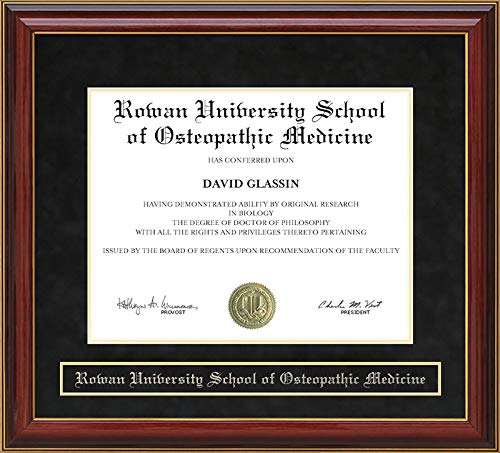 Rowan University School
of Osteopathic Medicine
HAS CONFERRED UPON
DAVID GLASSIN
HAVING DEMONSTRATED ABILITY BY ORIGINAL RESEARCH
IN BIOLOGY
THE DEGREE OF DOCTOR OF PHILOSOPHY
WITH ALL THE RIGHTS AND PRIVILEGES THERETO PERTAINING
ISSUED BY THE BOARD OF REGENTS UPON RECOMMENDATION OF THE FACULTY
PROVOST
PRESIDENT
Rowan University School of Osteopathic Medicine